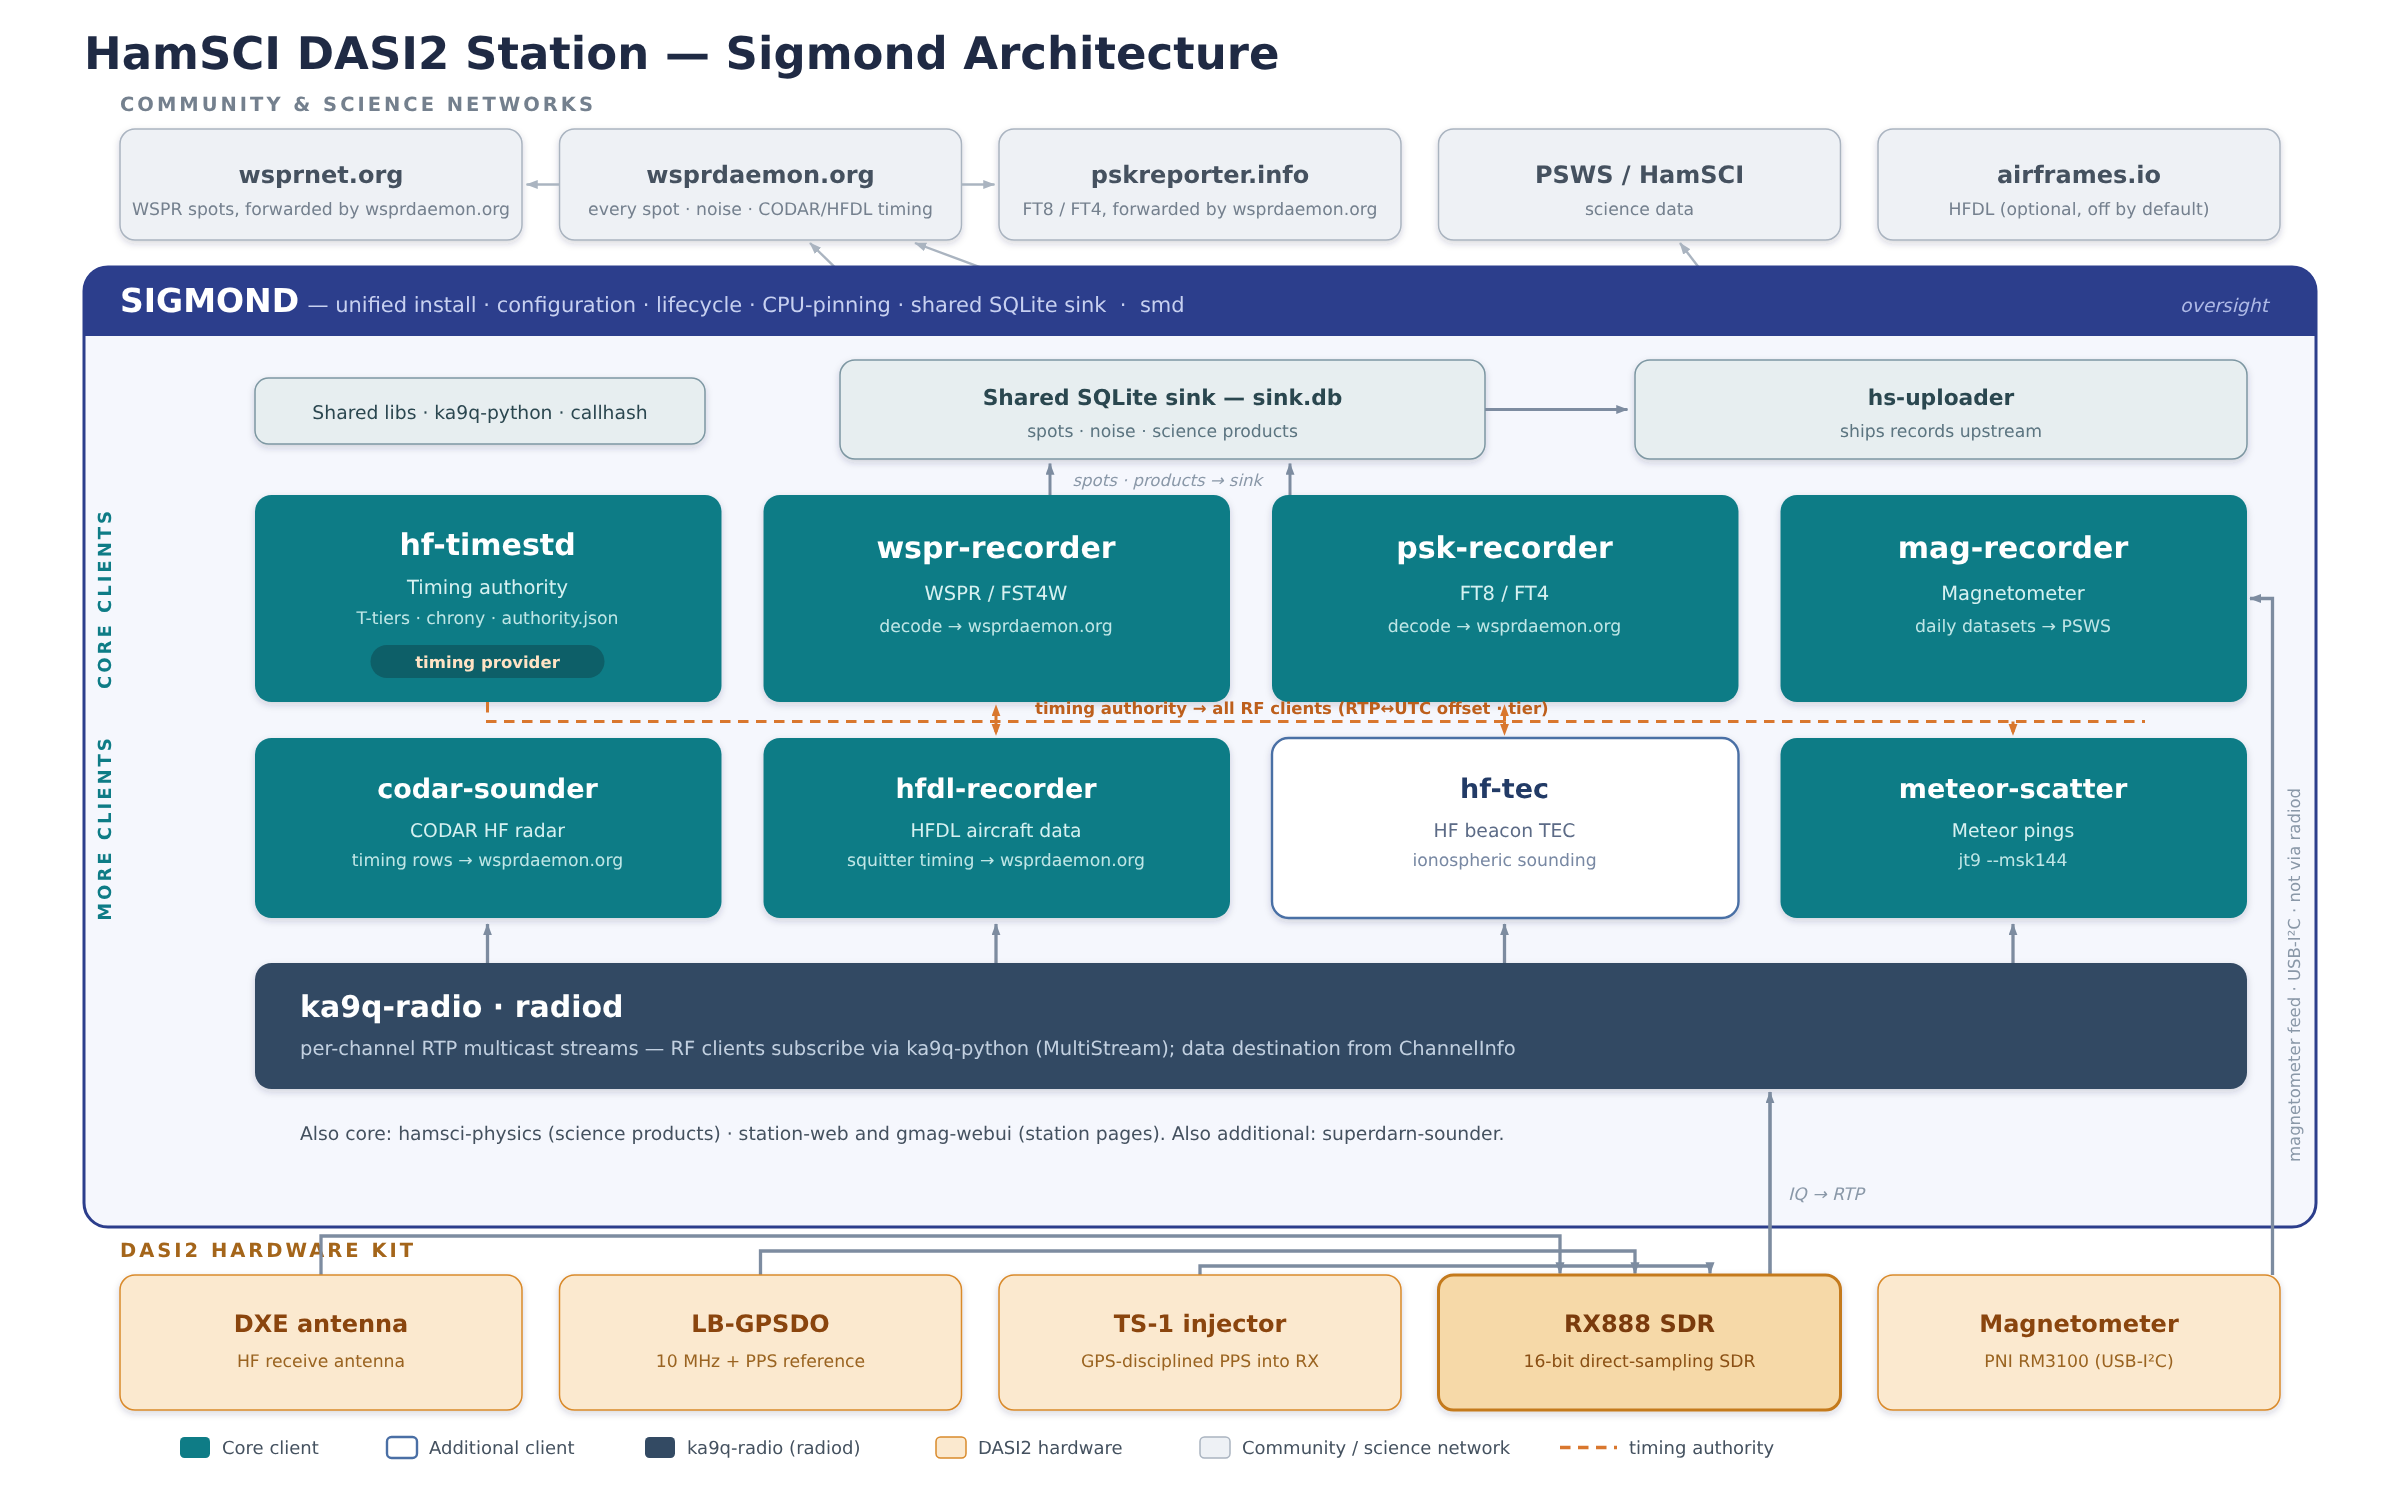 HamSCI DASI2 Station — Sigmond Architecture
COMMUNITY & SCIENCE NETWORKS
wsprnet.org
WSPR spots, forwarded by wsprdaemon.org
wsprdaemon.org
every spot · noise · CODAR/HFDL timing
pskreporter.info
FT8 / FT4, forwarded by wsprdaemon.org
PSWS / HamSCI
science data
airframes.io
HFDL (optional, off by default)
SIGMOND — unified install · configuration · lifecycle · CPU-pinning · shared SQLite sink · smd
oversight
Shared libs · ka9q-python · callhash
Shared SQLite sink — sink.db
spots · noise · science products
hs-uploader
ships records upstream
spots · products → sink
CORE CLIENTS
hf-timestd
Timing authority
T-tiers · chrony · authority.json
timing provider
wspr-recorder
WSPR / FST4W
decode → wsprdaemon.org
psk-recorder
FT8 / FT4
decode → wsprdaemon.org
mag-recorder
Magnetometer
daily datasets → PSWS
timing authority → all RF clients (RTP↔UTC offset · tier)
MORE CLIENTS
codar-sounder
CODAR HF radar
timing rows → wsprdaemon.org
hfdl-recorder
HFDL aircraft data
squitter timing → wsprdaemon.org
hf-tec
HF beacon TEC
ionospheric sounding
meteor-scatter
Meteor pings
jt9 --msk144
magnetometer feed · USB-I²C · not via radiod
ka9q-radio · radiod
per-channel RTP multicast streams — RF clients subscribe via ka9q-python (MultiStream); data destination from ChannelInfo
Also core: hamsci-physics (science products) · station-web and gmag-webui (station pages). Also additional: superdarn-sounder.
IQ → RTP
DASI2 HARDWARE KIT
DXE antenna
HF receive antenna
LB-GPSDO
10 MHz + PPS reference
TS-1 injector
GPS-disciplined PPS into RX
RX888 SDR
16-bit direct-sampling SDR
Magnetometer
PNI RM3100 (USB-I²C)
Core client
Additional client
ka9q-radio (radiod)
DASI2 hardware
Community / science network
timing authority